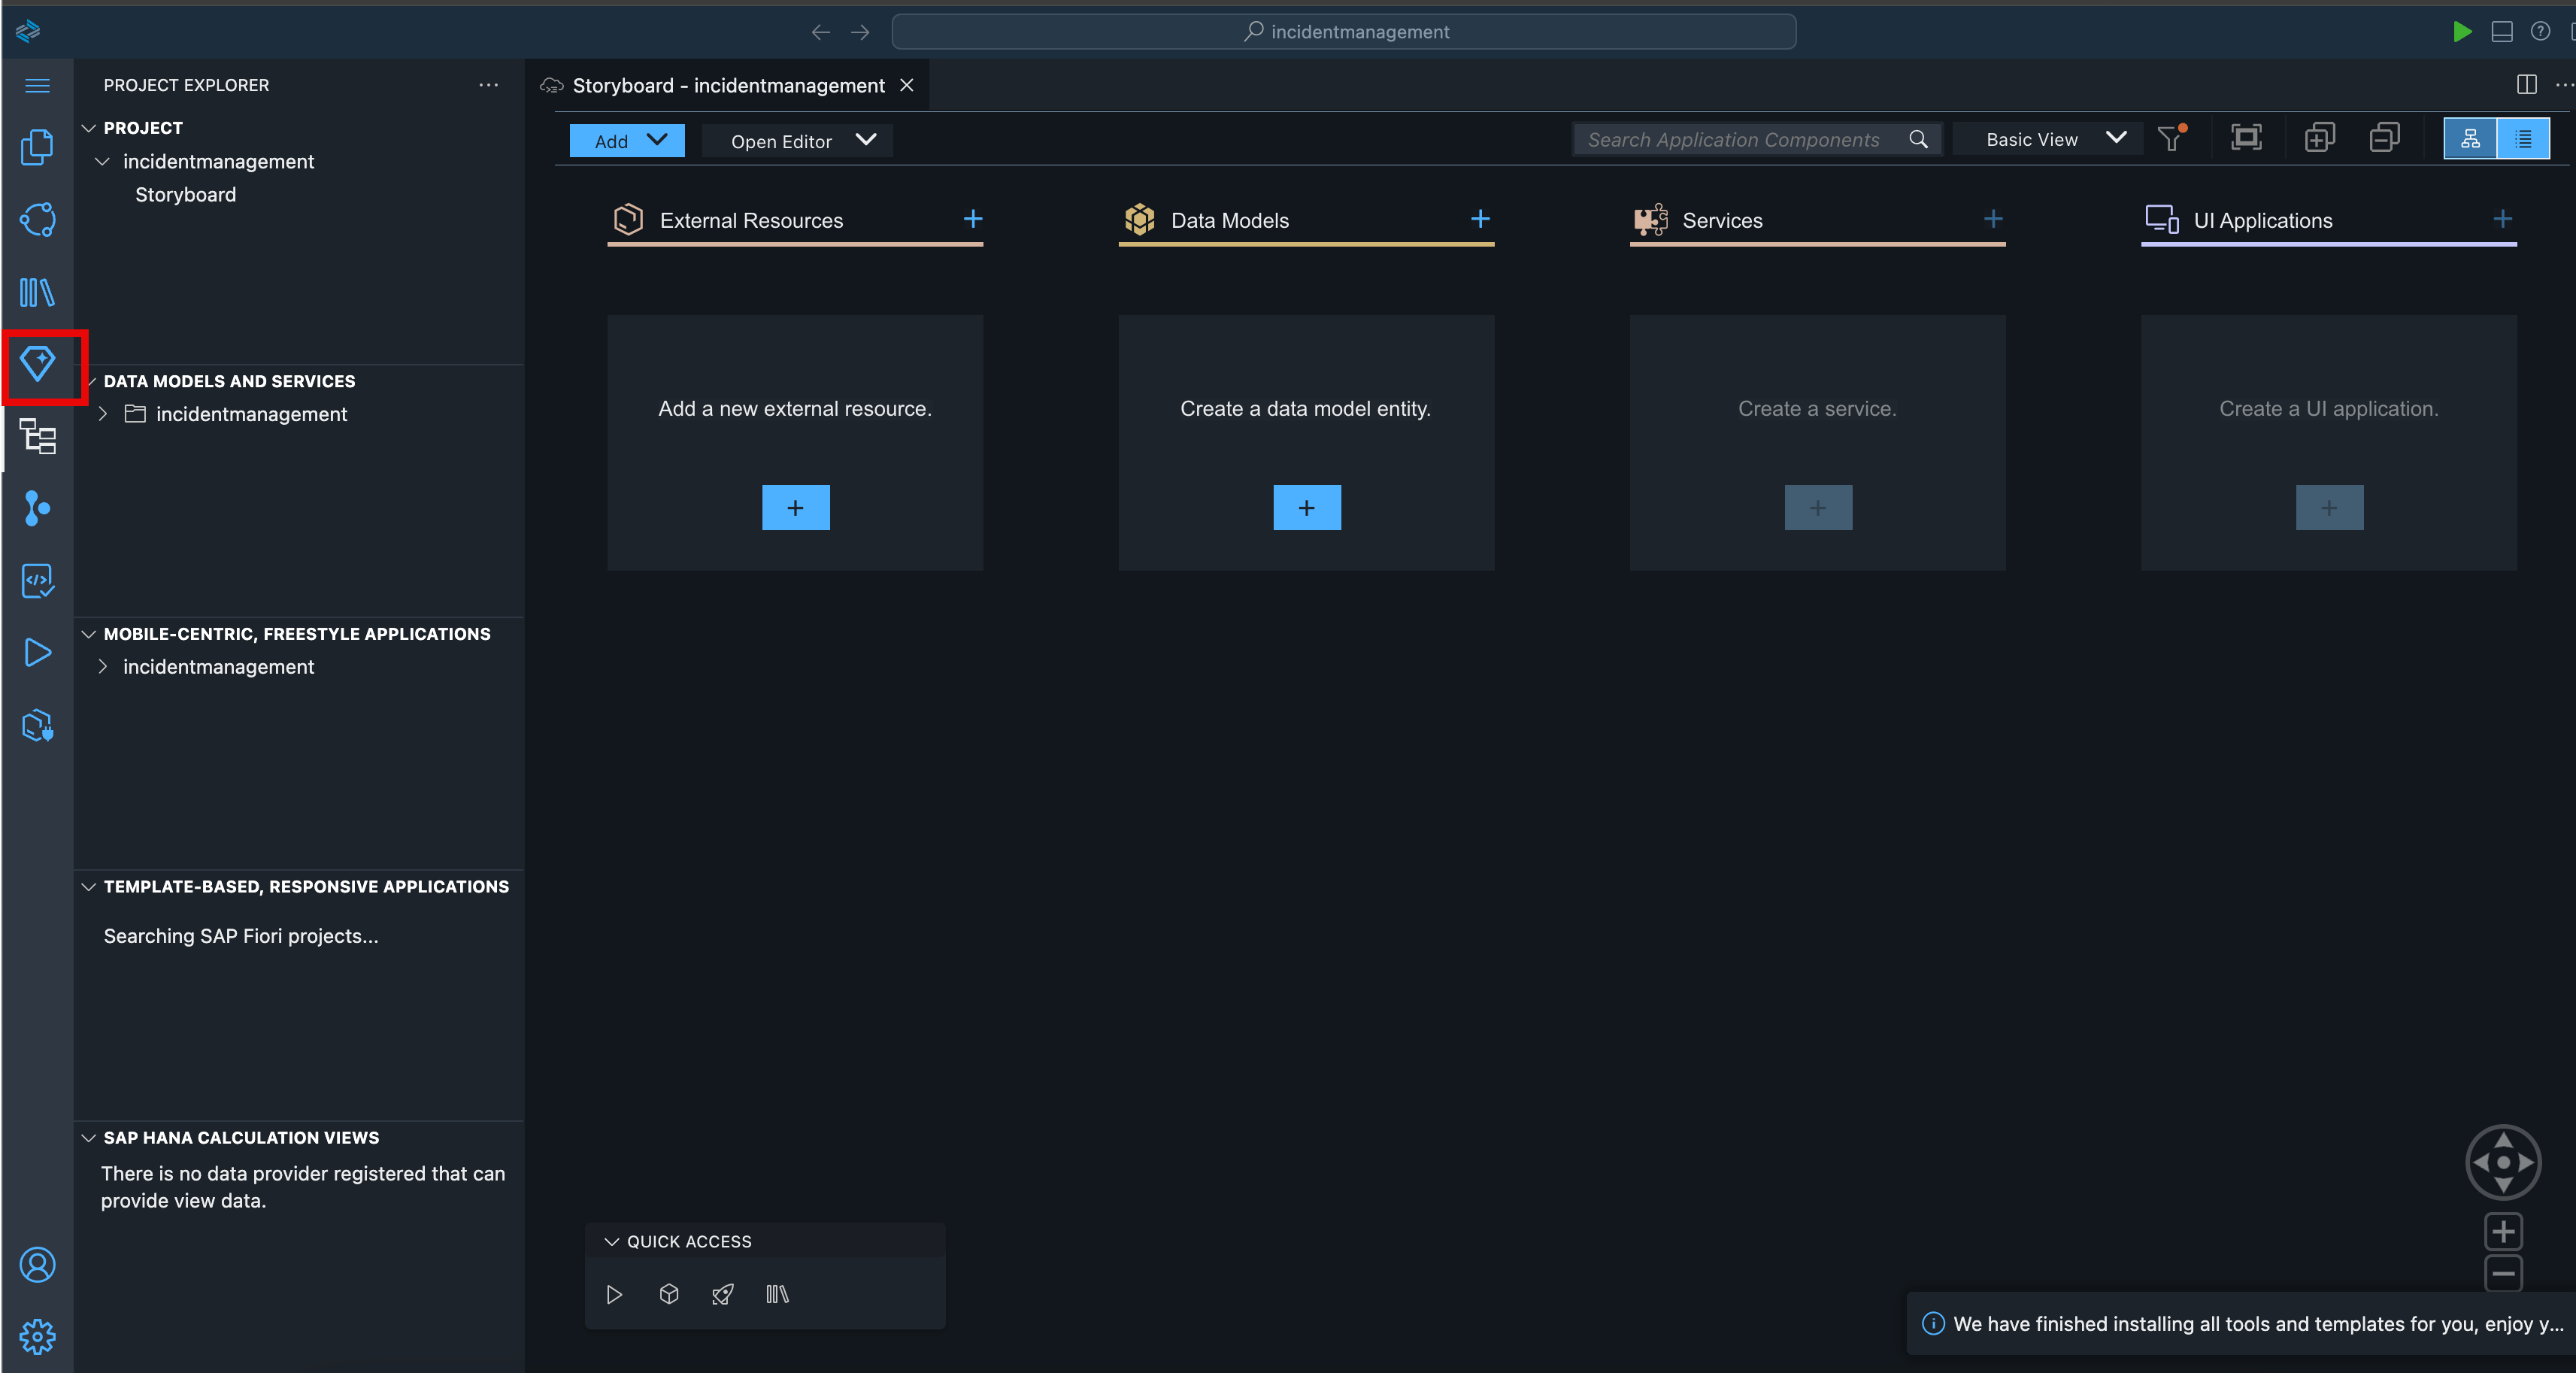 incidentmanagement
PROJECT EXPLORER
PROJECT
incidentmanagement
Storyboard
DATA MODELS AND SERVICES
incidentmanagement
MOBILE-CENTRIC, FREESTYLE APPLICATIONS
incidentmanagement
TEMPLATE-BASED, RESPONSIVE APPLICATIONS
Searching SAP Fiori projects...
SAP HANA CALCULATION VIEWS
There is no data provider registered that can
provide view data.
Storyboard - incidentmanagement
Add
Open Editor
Search Application Components
Basic View
External Resources
Data Models
Services
UI Applications
Add a new external resource.
Create a data model entity.
Create a service.
Create a UI application.
QUICK ACCESS
We have finished installing all tools and templates for you, enjoy y...